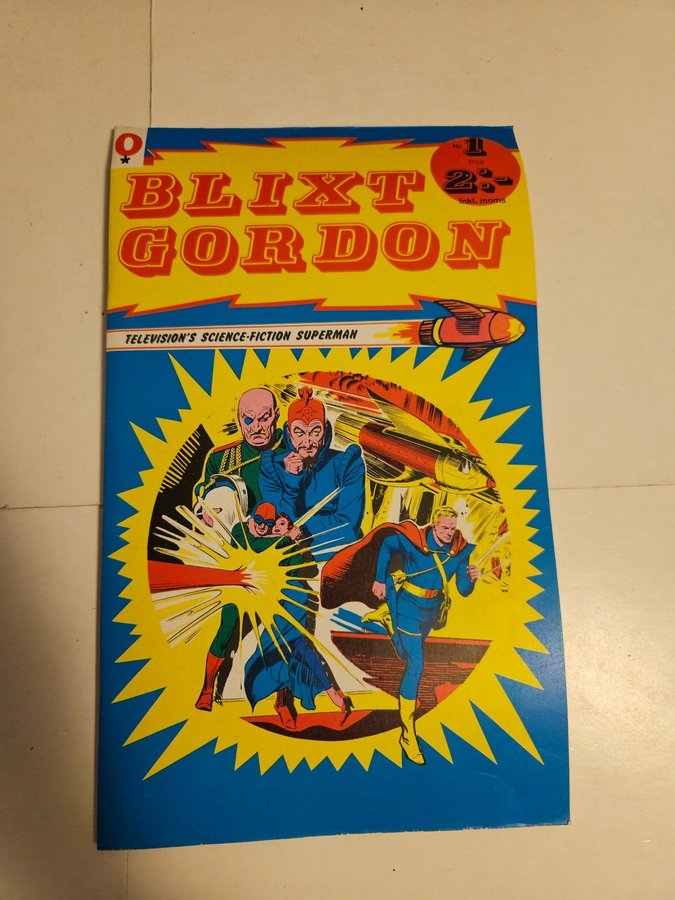 Nr 1
Pris
2:-
inkl. moms
BLIXT
GORDON
TELEVISION'S SCIENCE-FICTION SUPERMAN